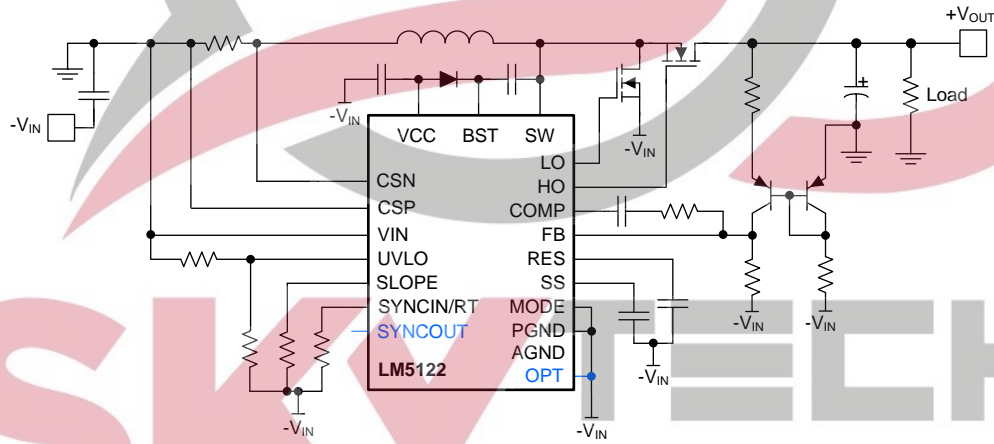 +VOUT
-VIN
-VIN
-VIN
Load
VCC BST SW
LO
HO
COMP
FB
RES
SS
MODE
PGND
AGND
OPT
CSN
CSP
VIN
UVLO
SLOPE
SYNCIN/RT
SYNCOUT
LM5122
-VIN
-VIN
-VIN
-VIN
-VIN
SKYTECH